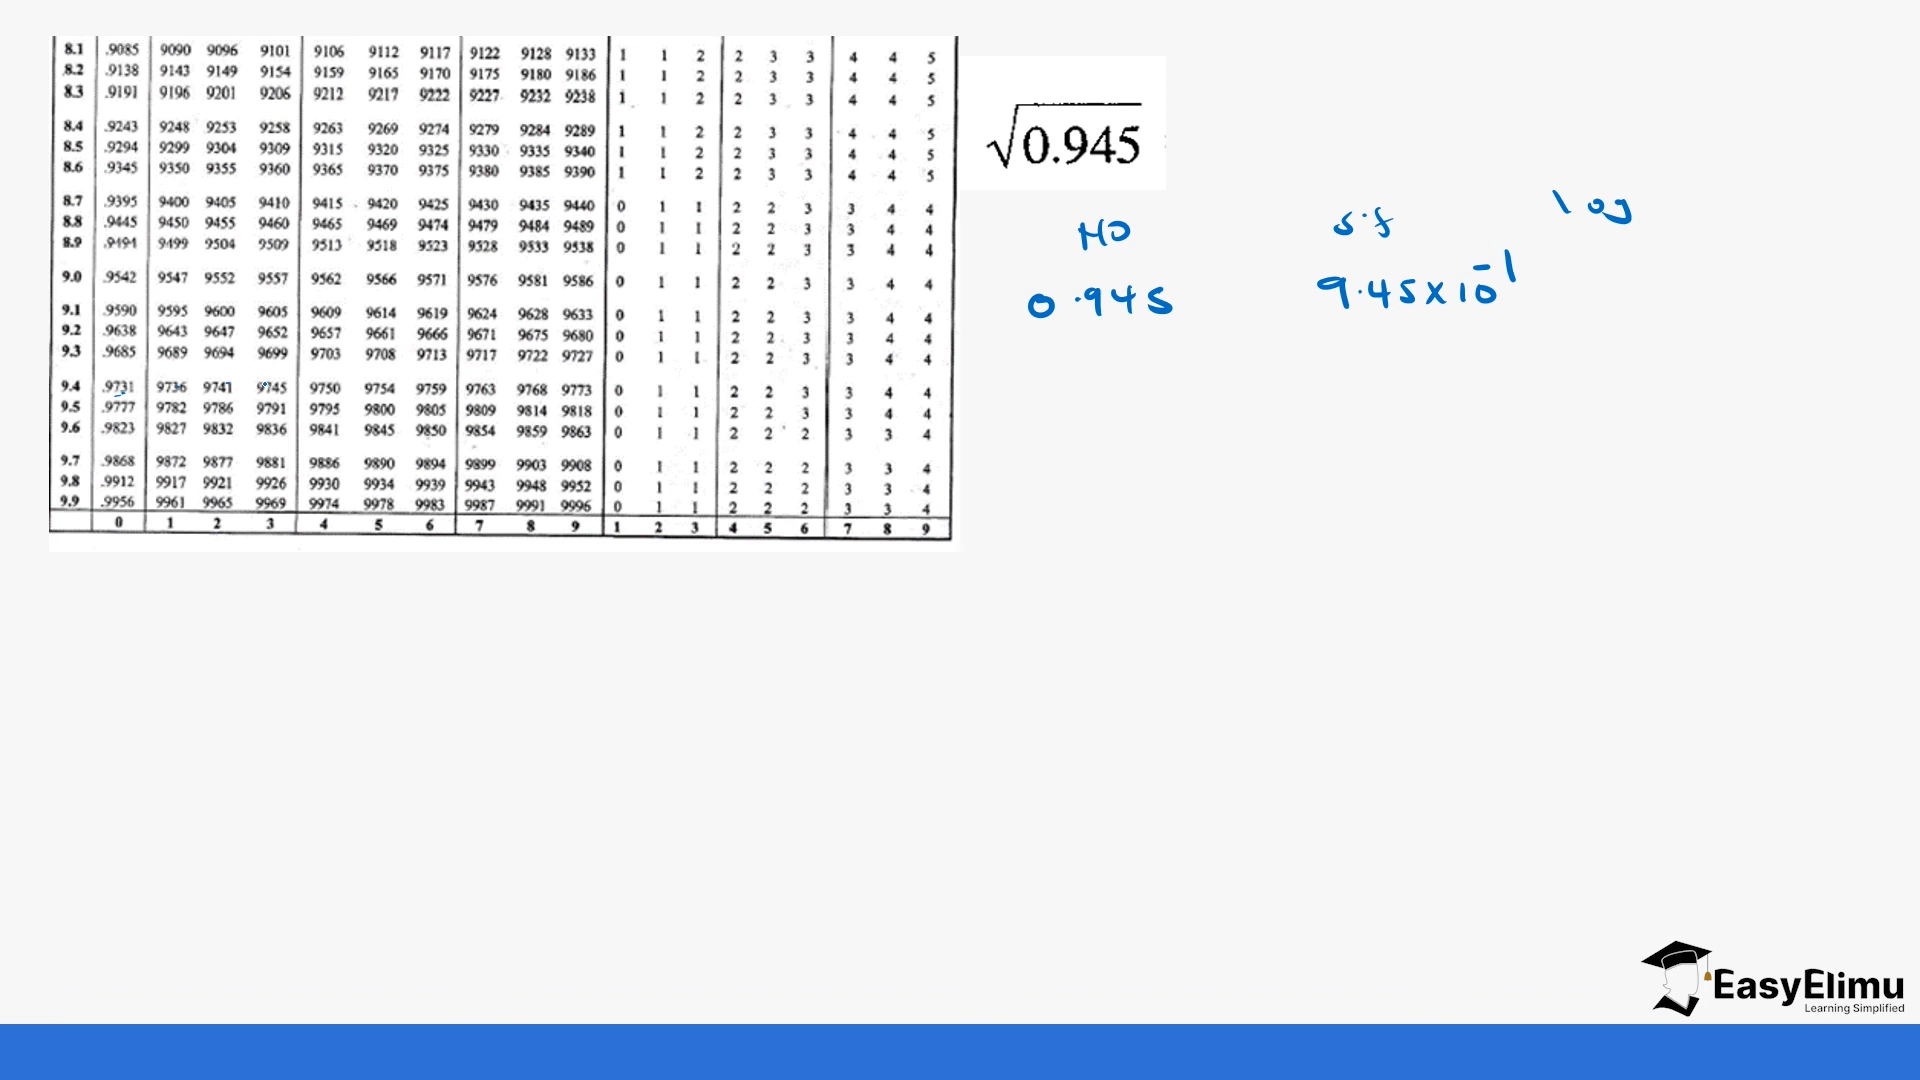 8.1 .9085 9090 9096 9101 9106 9112 9117 9122 9128 9133 1 1 2 2 3 3 4 4 5
8.2 .9138 9143 9149 9154 9159 9165 9170 9175 9180 9186 1 1 2 2 3 3 4 4 5
8.3 .9191 9196 9201 9206 9212 9217 9222 9227 9232 9238 1 1 2 2 3 3 4 4 5
8.4 .9243 9248 9253 9258 9263 9269 9274 9279 9284 9289 1 1 2 2 3 3 4 4 5
8.5 .9294 9299 9304 9309 9315 9320 9325 9330 9335 9340 1 1 2 2 3 3 4 4 5
8.6 .9345 9350 9355 9360 9365 9370 9375 9380 9385 9390 1 1 2 2 3 3 4 4 5
8.7 .9395 9400 9405 9410 9415 9420 9425 9430 9435 9440 0 1 1 2 2 3 3 4 4
8.8 .9445 9450 9455 9460 9465 9469 9474 9479 9484 9489 0 1 1 2 2 3 3 4 4
8.9 .9494 9499 9504 9509 9513 9518 9523 9528 9533 9538 0 1 1 2 2 3 3 4 4
9.0 .9542 9547 9552 9557 9562 9566 9571 9576 9581 9586 0 1 1 2 2 3 3 4 4
9.1 .9590 9595 9600 9605 9609 9614 9619 9624 9628 9633 0 1 1 2 2 3 3 4 4
9.2 .9638 9643 9647 9652 9657 9661 9666 9671 9675 9680 0 1 1 2 2 3 3 4 4
9.3 .9685 9689 9694 9699 9703 9708 9713 9717 9722 9727 0 1 1 2 2 3 3 4 4
9.4 .9731 9736 9741 9745 9750 9754 9759 9763 9768 9773 0 1 1 2 2 3 3 4 4
9.5 .9777 9782 9786 9791 9795 9800 9805 9809 9814 9818 0 1 1 2 2 3 3 4 4
9.6 .9823 9827 9832 9836 9841 9845 9850 9854 9859 9863 0 1 1 2 2 2 3 3 4
9.7 .9868 9872 9877 9881 9886 9890 9894 9899 9903 9908 0 1 1 2 2 2 3 3 4
9.8 .9912 9917 9921 9926 9930 9934 9939 9943 9948 9952 0 1 1 2 2 2 3 3 4
9.9 .9956 9961 9965 9969 9974 9978 9983 9987 9991 9996 0 1 1 2 2 2 3 3 4
0 1 2 3 4 5 6 7 8 9 1 2 3 4 5 6 7 8 9
√0.945
NO s.f log
0.945 9.45x10⁻¹
EasyElimu
Learning Simplified